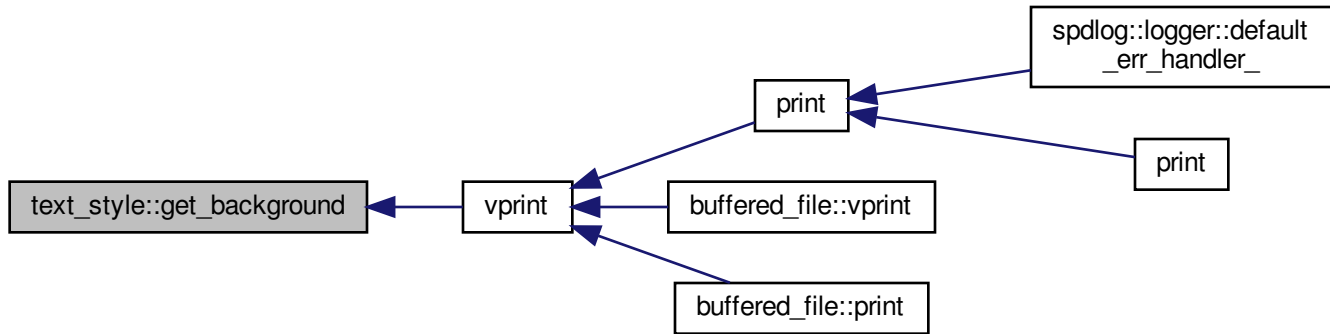 spdlog::logger::default
_err_handler_
print
print
text_style::get_background
vprint
buffered_file::vprint
buffered_file::print